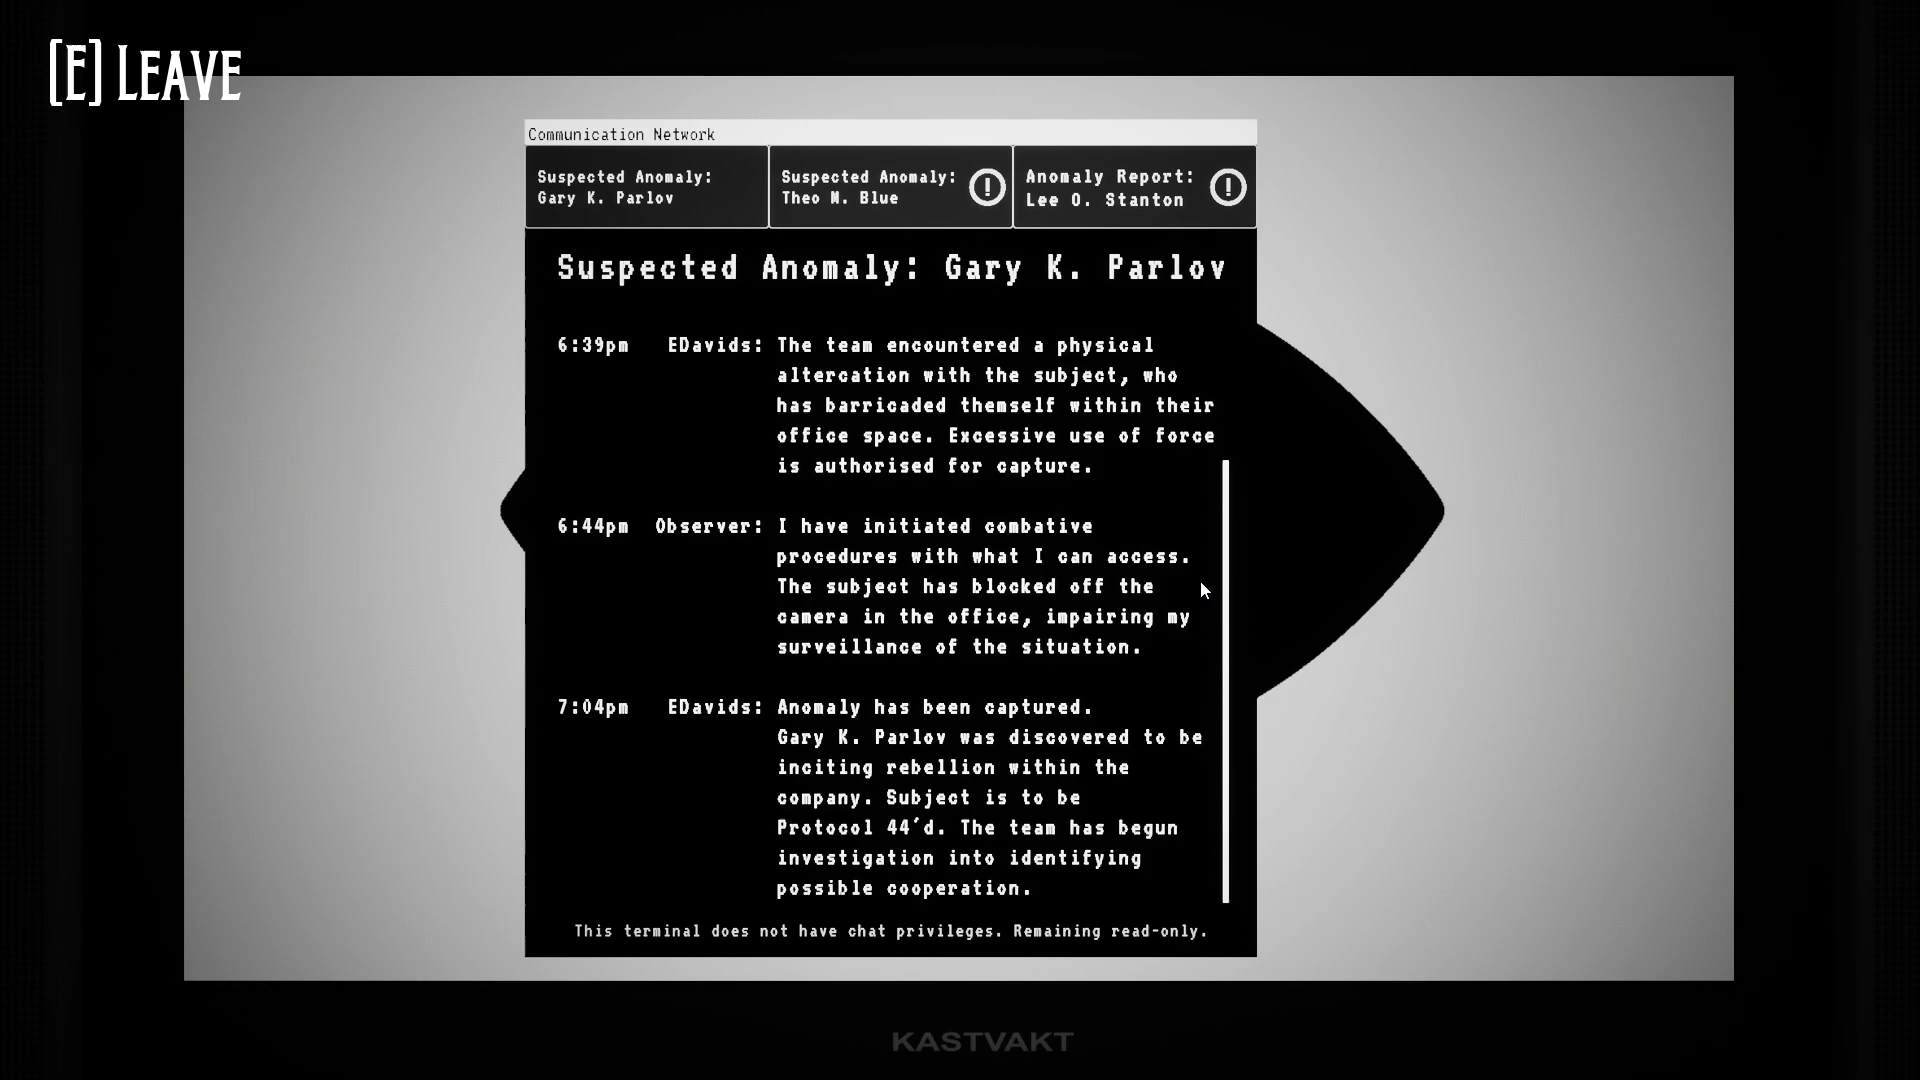 [E] LEAVE
Communication Network
Suspected Anomaly:
Gary K. Parlov
Suspected Anomaly:
Theo M. Blue
Anomaly Report:
Lee O. Stanton
Suspected Anomaly: Gary K. Parlov
6:39pm EDavids: The team encountered a physical
altercation with the subject, who
has barricaded themself within their
office space. Excessive use of force
is authorised for capture.
6:44pm Observer: I have initiated combative
procedures with what I can access.
The subject has blocked off the
camera in the office, impairing my
surveillance of the situation.
7:04pm EDavids: Anomaly has been captured.
Gary K. Parlov was discovered to be
inciting rebellion within the
company. Subject is to be
Protocol 44'd. The team has begun
investigation into identifying
possible cooperation.
This terminal does not have chat privileges. Remaining read-only.
KASTVAKT